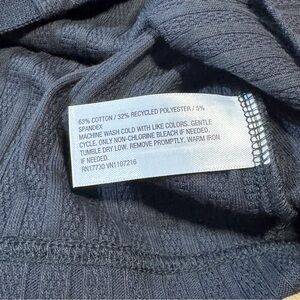 63% COTTON / 32% RECYCLED POLYESTER / 5%
SPANDEX
MACHINE WASH COLD WITH LIKE COLORS. GENTLE
CYCLE. ONLY NON-CHLORINE BLEACH IF NEEDED.
TUMBLE DRY LOW. REMOVE PROMPTLY. WARM IRON
IF NEEDED.
RN17730 VN1107216